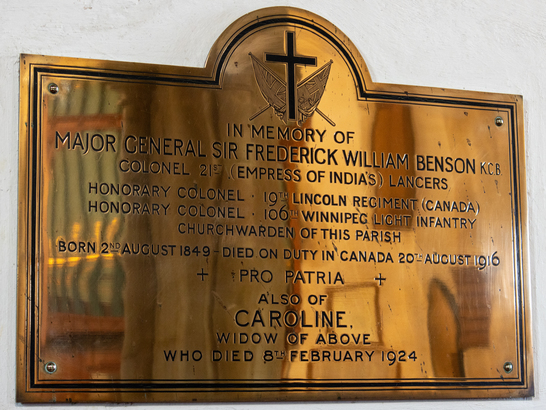 IN MEMORY OF
MAJOR GENERAL SIR FREDERICK WILLIAM BENSON K.C.B.
COLONEL 21ST (EMPRESS OF INDIA'S) LANCERS
HONORARY COLONEL · 19TH LINCOLN REGIMENT (CANADA)
HONORARY COLONEL · 106TH WINNIPEG LIGHT INFANTRY
CHURCHWARDEN OF THIS PARISH
BORN 2ND AUGUST 1849 - DIED ON DUTY IN CANADA 20TH AUGUST 1916
+ PRO PATRIA +
ALSO OF
CAROLINE,
WIDOW OF ABOVE
WHO DIED 8TH FEBRUARY 1924